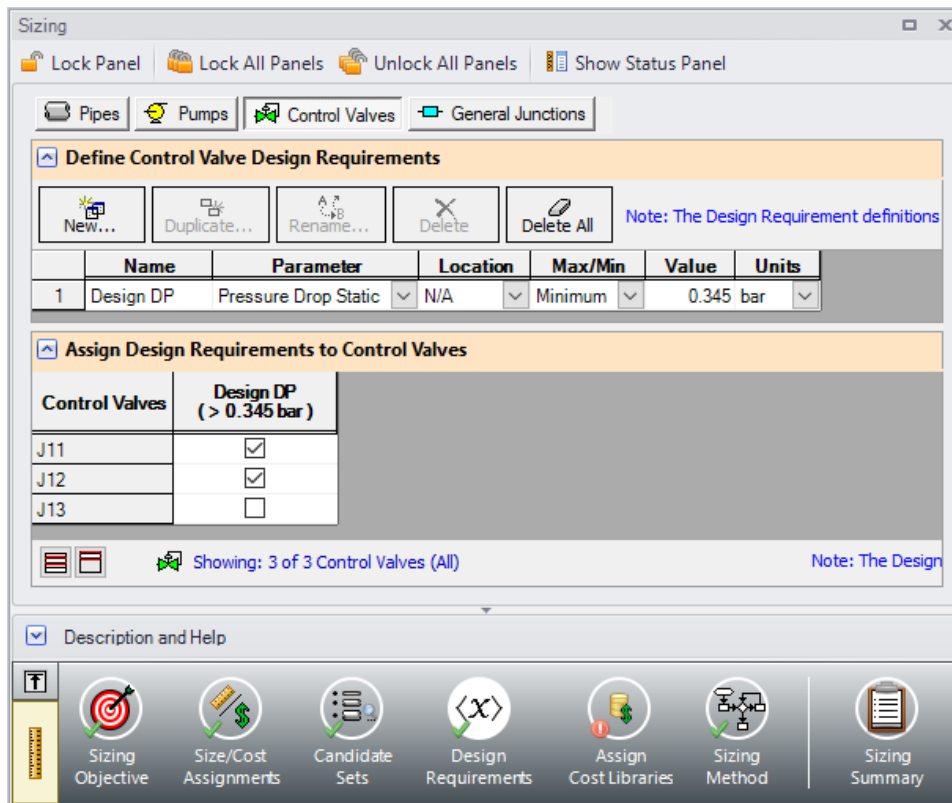 Sizing
Lock Panel Lock All Panels Unlock All Panels Show Status Panel
Pipes Pumps Control Valves General Junctions
Define Control Valve Design Requirements
New... Duplicate... Rename... Delete Delete All Note: The Design Requirement definitions
Name Parameter Location Max/Min Value Units
1 Design DP Pressure Drop Static N/A Minimum 0.345 bar
Assign Design Requirements to Control Valves
Control Valves Design DP
( > 0.345 bar )
J11
J12
J13
Showing: 3 of 3 Control Valves (All) Note: The Design
Description and Help
Sizing Size/Cost Candidate Design Assign Sizing Sizing
Objective Assignments Sets Requirements Cost Libraries Method Summary